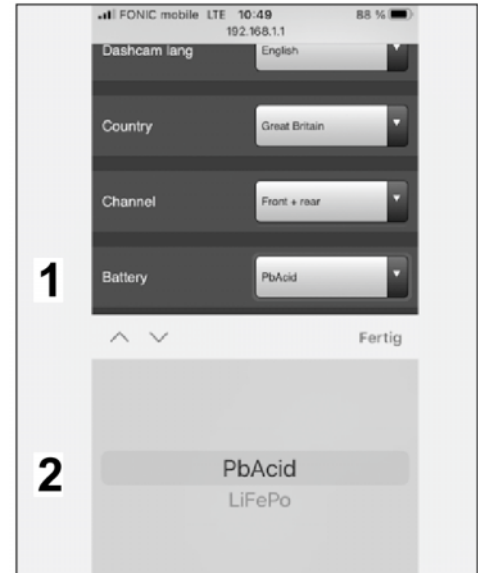 FONIC mobile LTE 10:49 88 %
192.168.1.1
Dashcam lang English
Country Great Britain
Channel Front + rear
1 Battery PbAcid
Fertig
2 PbAcid
LiFePo